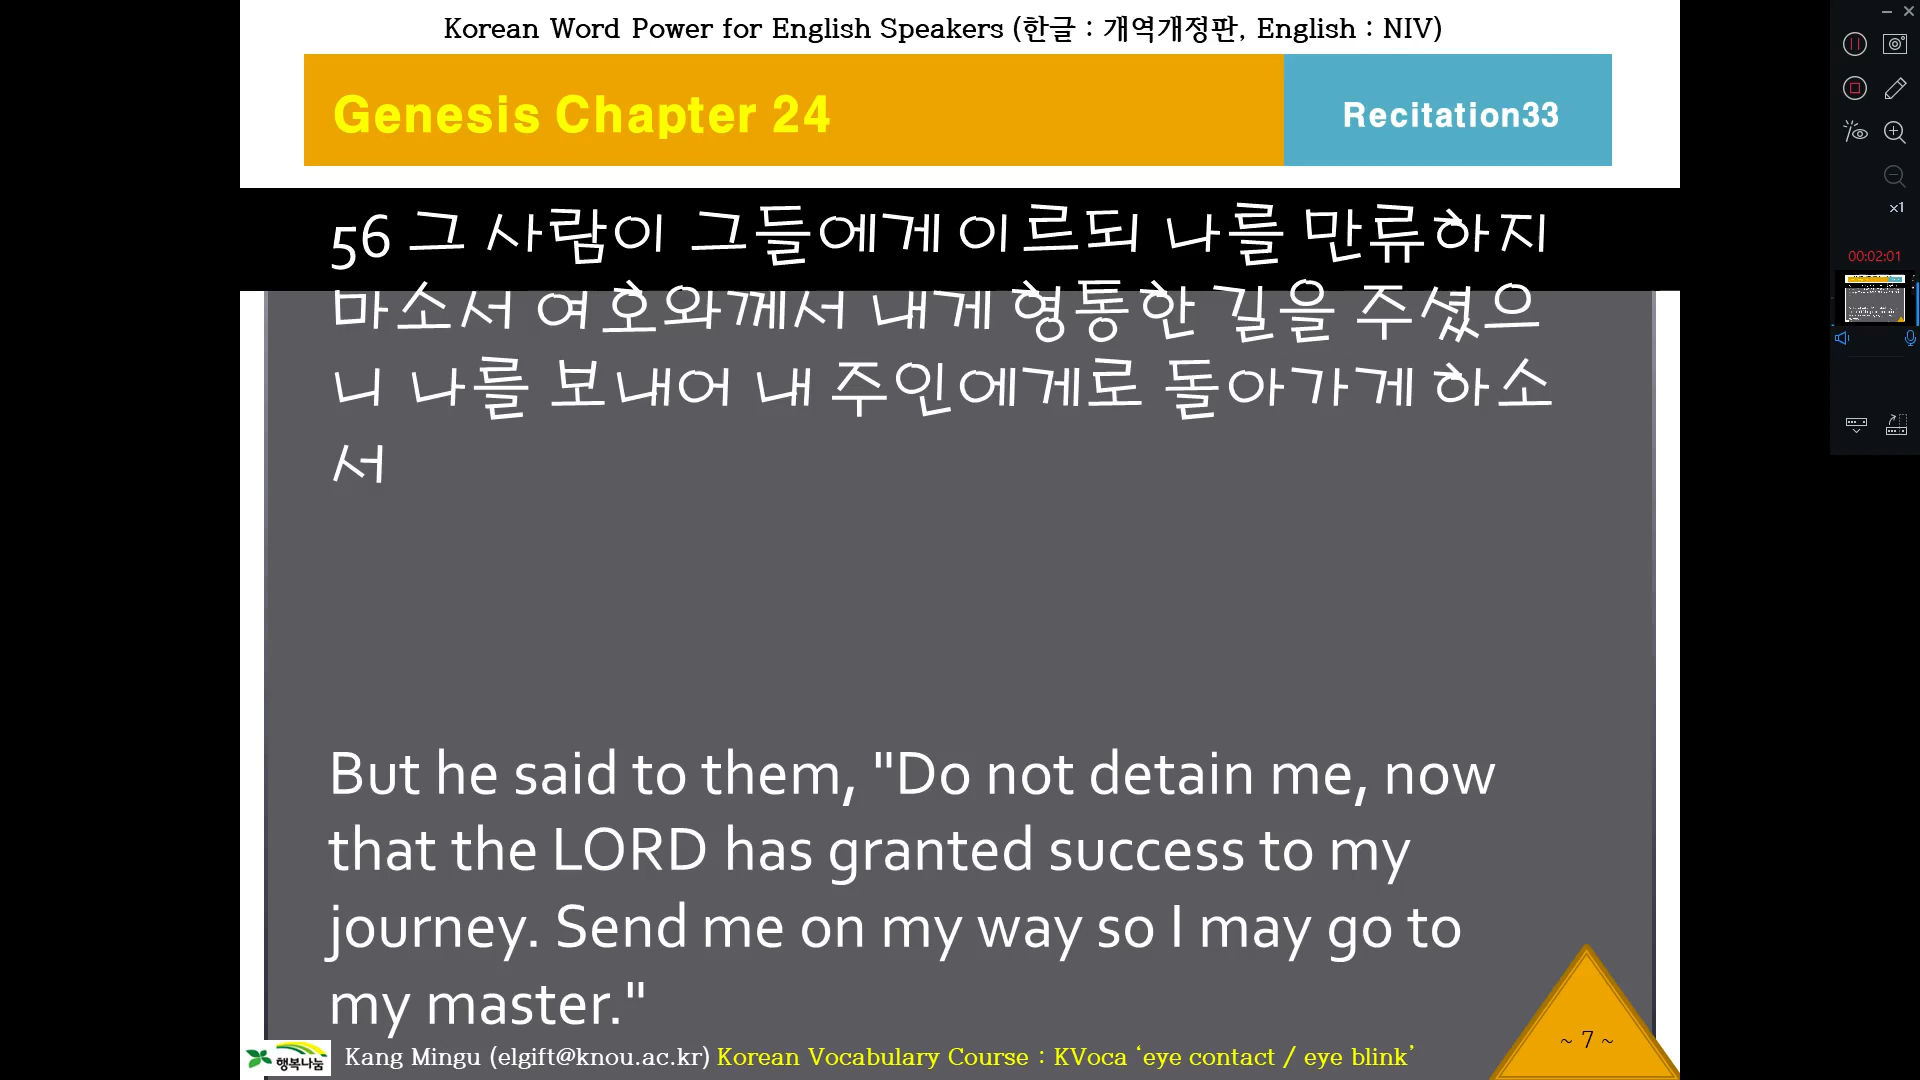 Korean Word Power for English Speakers (한글 : 개역개정판, English : NIV)
Genesis Chapter 24
Recitation33
56 그 사람이 그들에게 이르되 나를 만류하지
마소서 여호와께서 내게 형통한 길을 주셨으
니 나를 보내어 내 주인에게로 돌아가게 하소
서
But he said to them, "Do not detain me, now
that the LORD has granted success to my
journey. Send me on my way so I may go to
my master."
~ 7 ~
행복나눔
Kang Mingu (elgift@knou.ac.kr) Korean Vocabulary Course : KVoca ‘eye contact / eye blink’
x1
00:02:01